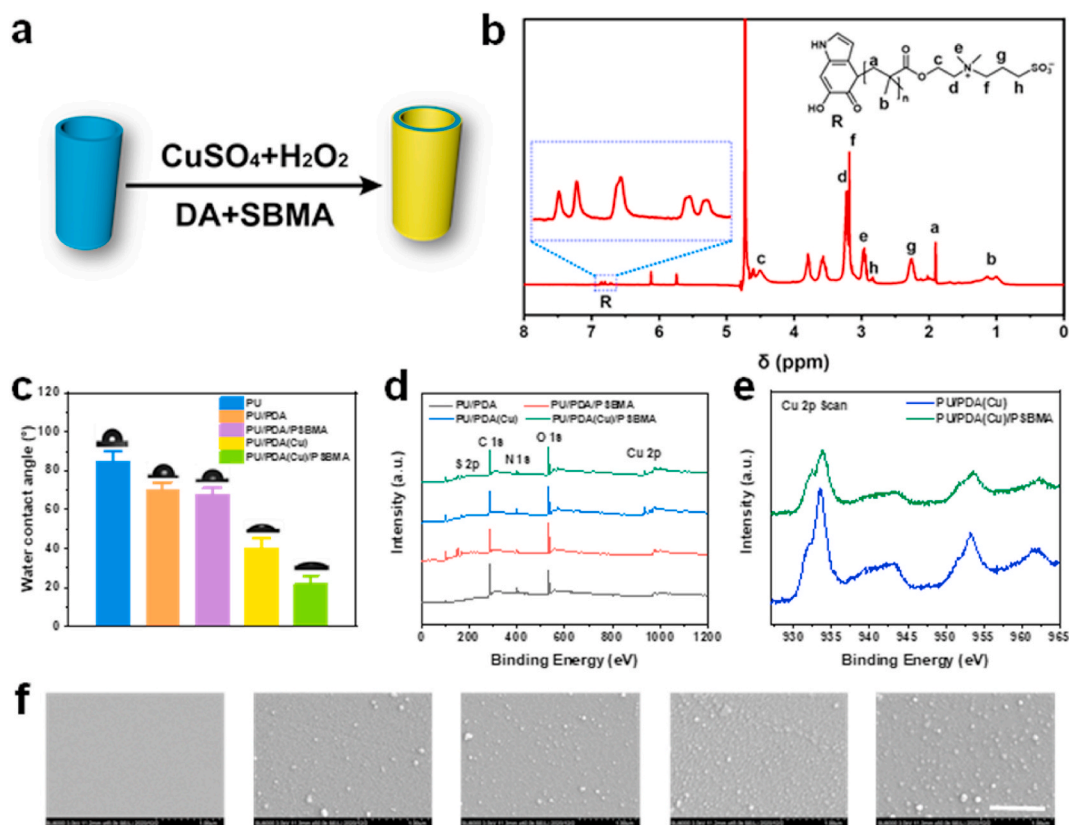 a
CuSO₄+H₂O₂
DA+SBMA
b
HN
HO
O
R
a
b
n
O
O
c
d
e
N
+
f
g
h
SO₃⁻
R
c
f
d
e
h
g
a
b
8 7 6 5 4 3 2 1 0
δ (ppm)
c
Water contact angle (°)
120
100
80
60
40
20
0
PU
PU/PDA
PU/PDA/PSBMA
PU/PDA(Cu)
PU/PDA(Cu)/PSBMA
d
Intensity (a.u.)
PU/PDA PU/PDA/PSBMA
PU/PDA(Cu) PU/PDA(Cu)/PSBMA
S 2p
C 1s
N 1s
O 1s
Cu 2p
0 200 400 600 800 1000 1200
Binding Energy (eV)
e
Intensity (a.u.)
Cu 2p Scan
PU/PDA(Cu)
PU/PDA(Cu)/PSBMA
930 935 940 945 950 955 960 965
Binding Energy (eV)
f